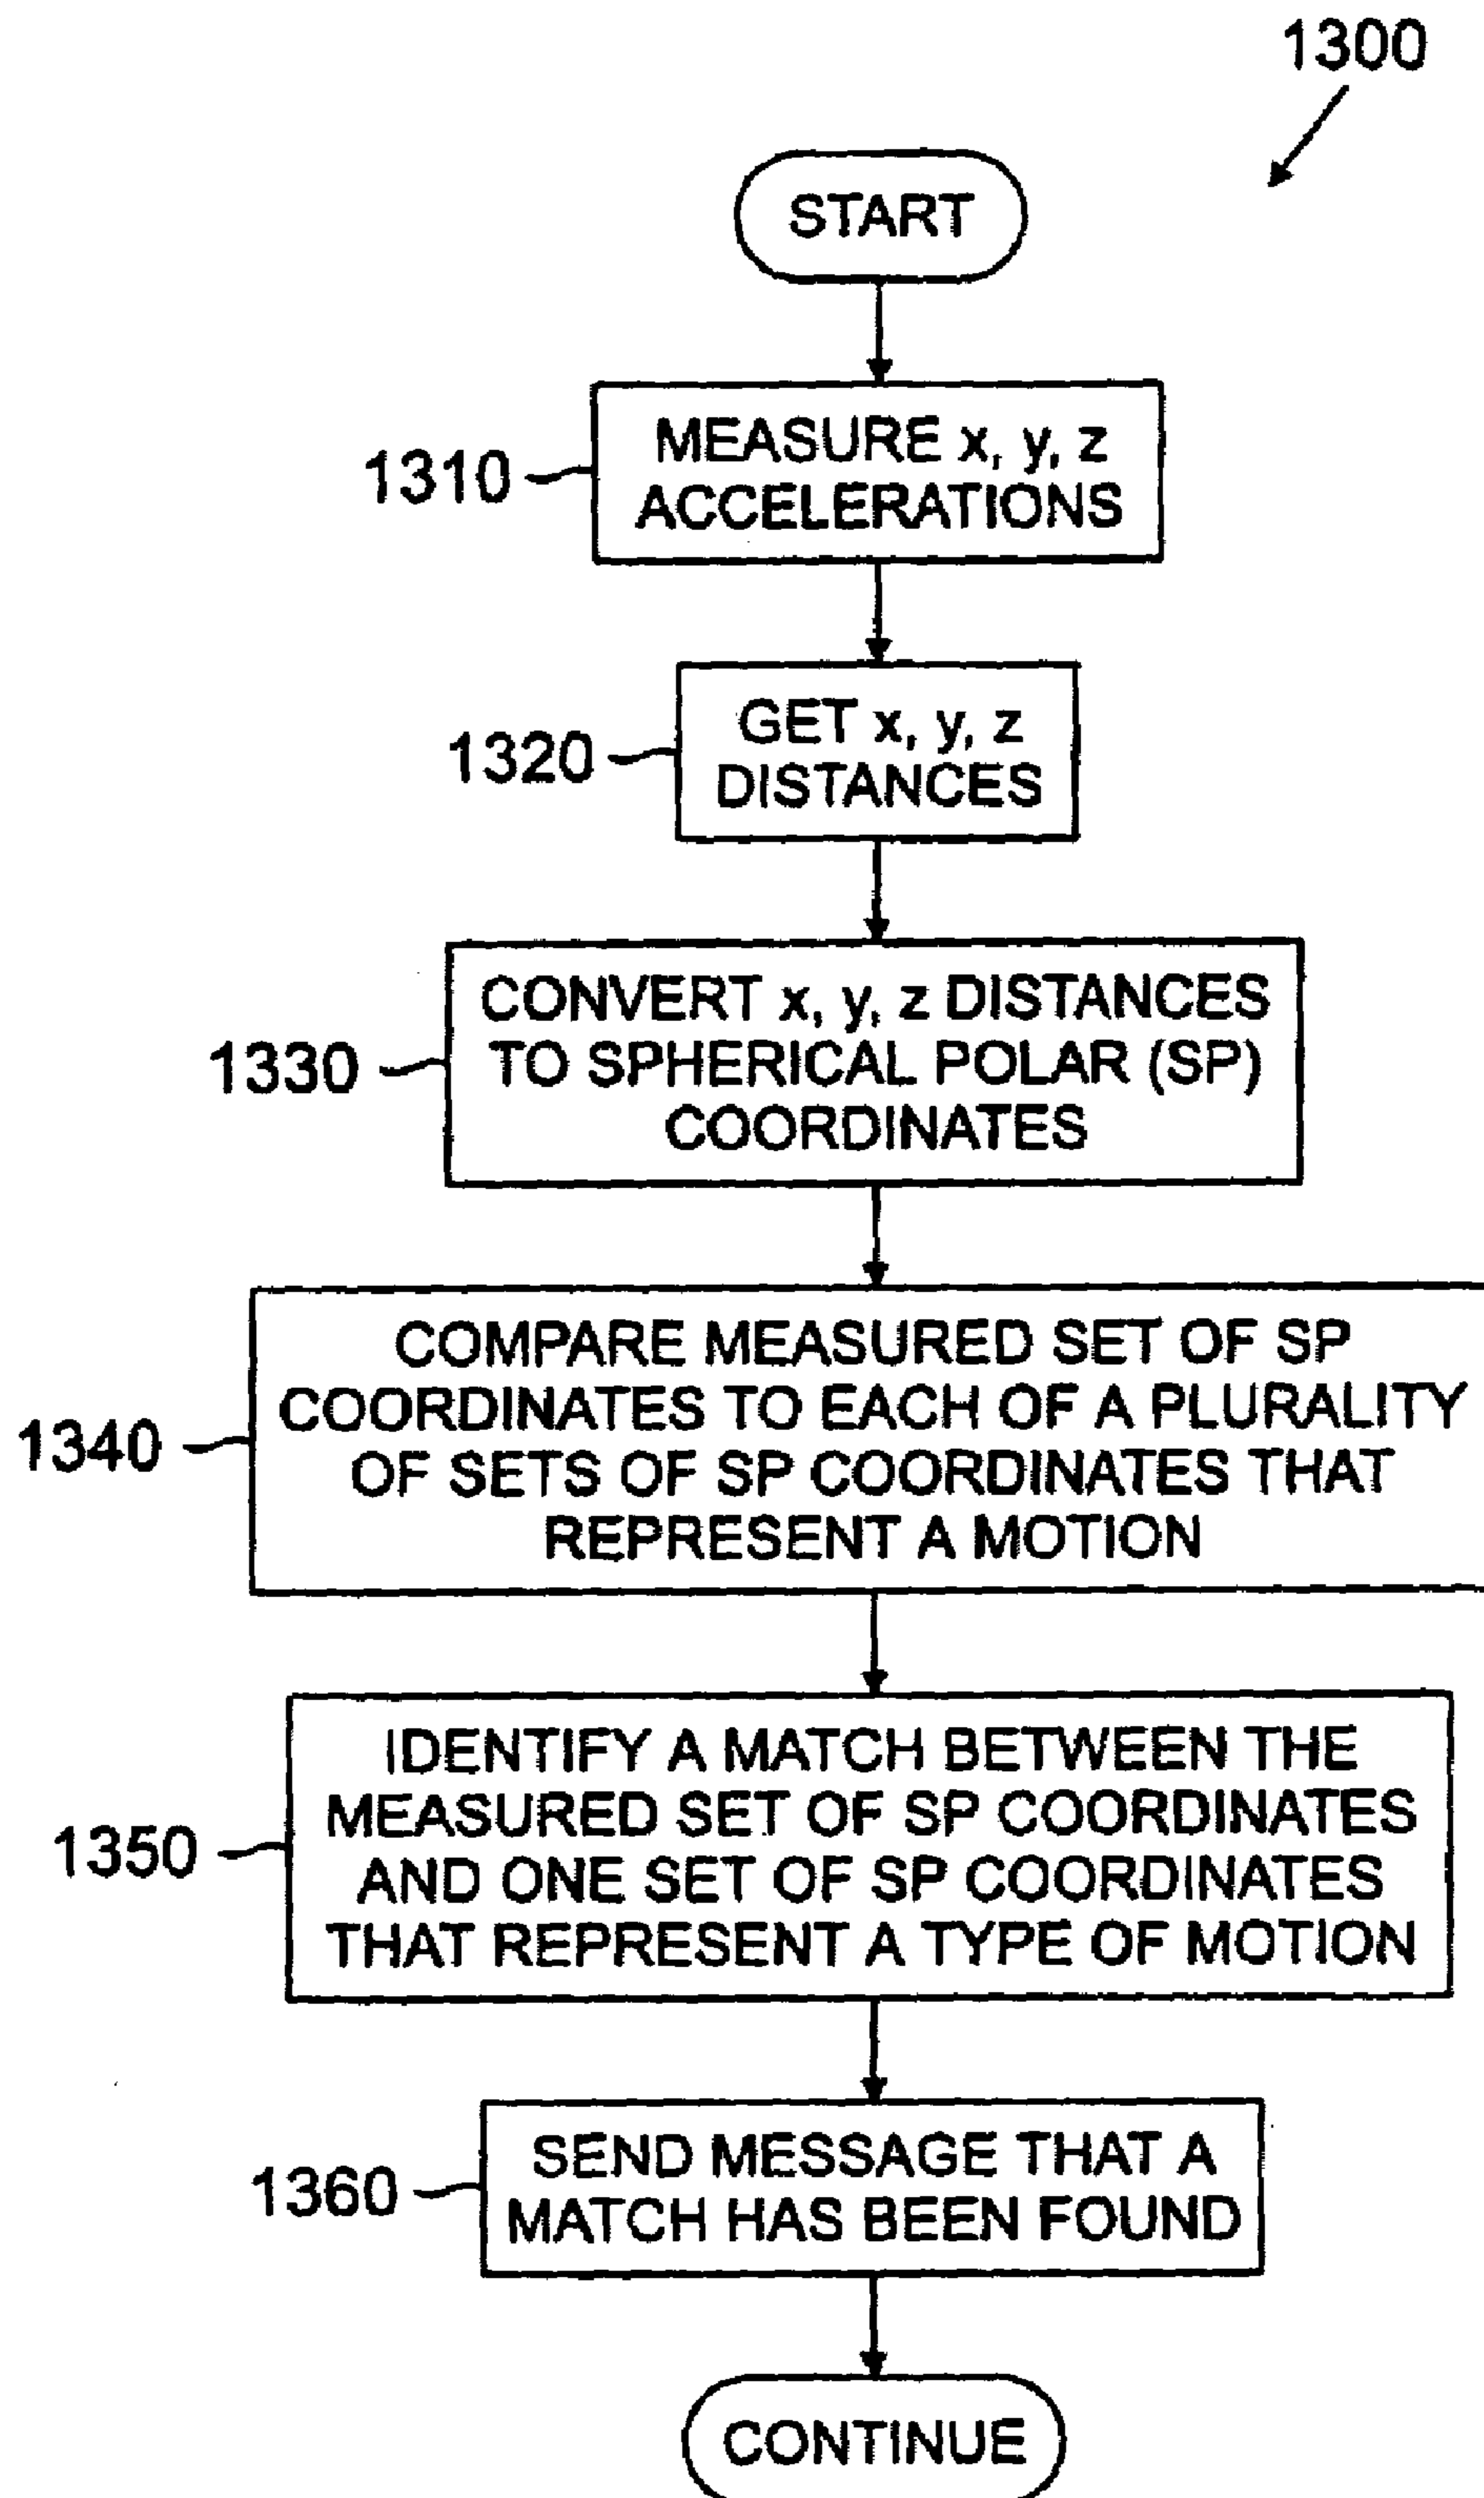 1300
START
1310
MEASURE x, y, z
ACCELERATIONS
1320
GET x, y, z
DISTANCES
1330
CONVERT x, y, z DISTANCES
TO SPHERICAL POLAR (SP)
COORDINATES
1340
COMPARE MEASURED SET OF SP
COORDINATES TO EACH OF A PLURALITY
OF SETS OF SP COORDINATES THAT
REPRESENT A MOTION
1350
IDENTIFY A MATCH BETWEEN THE
MEASURED SET OF SP COORDINATES
AND ONE SET OF SP COORDINATES
THAT REPRESENT A TYPE OF MOTION
1360
SEND MESSAGE THAT A
MATCH HAS BEEN FOUND
CONTINUE